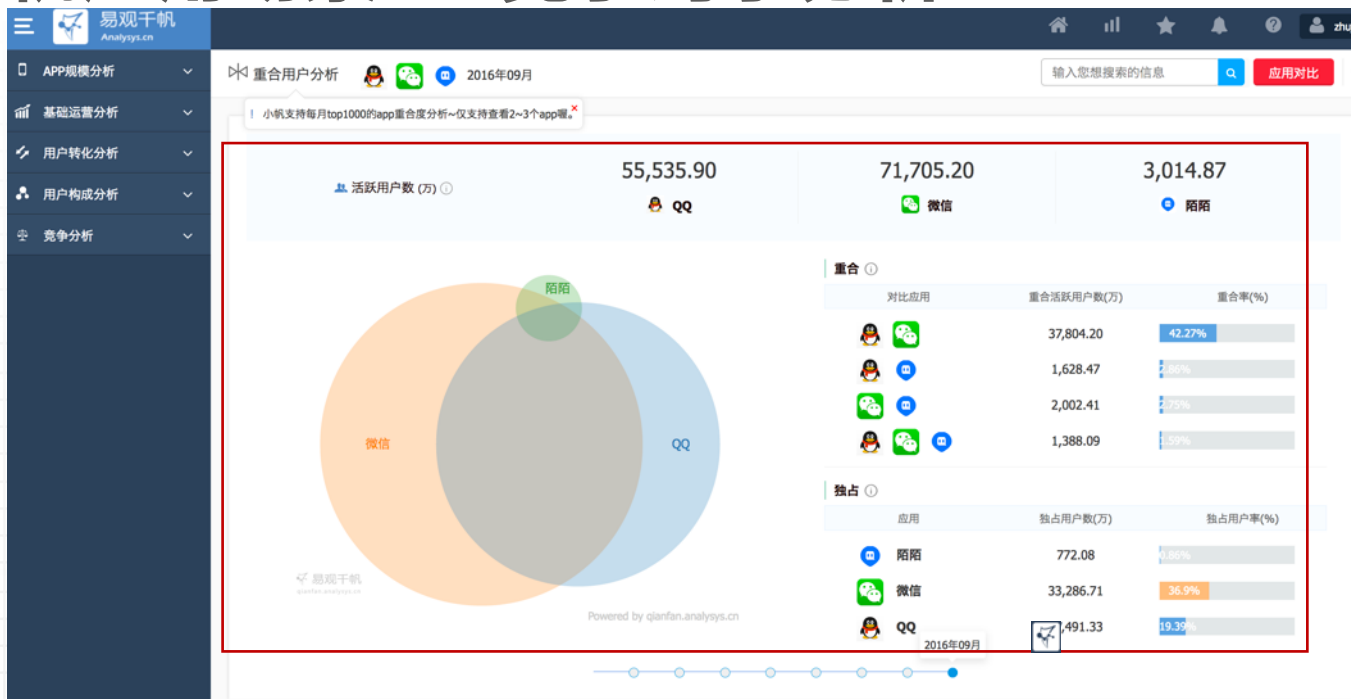 易观千帆
Analysys.cn
zhu
APP规模分析
基础运营分析
用户转化分析
用户构成分析
竞争分析
重合用户分析 2016年09月
输入您想搜索的信息
应用对比
! 小帆支持每月top1000的app重合度分析~仅支持查看2~3个app喔。
活跃用户数 (万)
55,535.90
QQ
71,705.20
微信
3,014.87
陌陌
陌陌
微信
QQ
易观千帆
qianfan.analysys.cn
Powered by qianfan.analysys.cn
重合
对比应用 重合活跃用户数(万) 重合率(%)
37,804.20 42.27%
1,628.47 2.86%
2,002.41 2.75%
1,388.09 1.59%
独占
应用 独占用户数(万) 独占用户率(%)
陌陌 772.08 0.86%
微信 33,286.71 36.9%
QQ ,491.33 19.39%
2016年09月